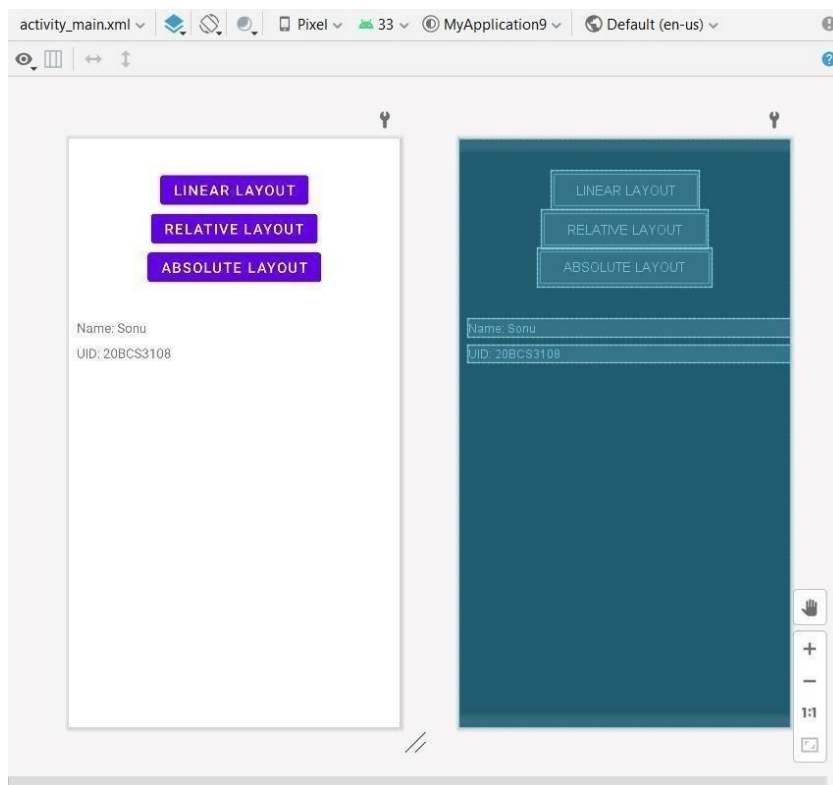 activity_main.xml Pixel 33 MyApplication9 Default (en-us)
LINEAR LAYOUT
RELATIVE LAYOUT
ABSOLUTE LAYOUT
Name: Sonu
UID: 20BCS3108
LINEAR LAYOUT
RELATIVE LAYOUT
ABSOLUTE LAYOUT
Name: Sonu
UID: 20BCS3108
1:1